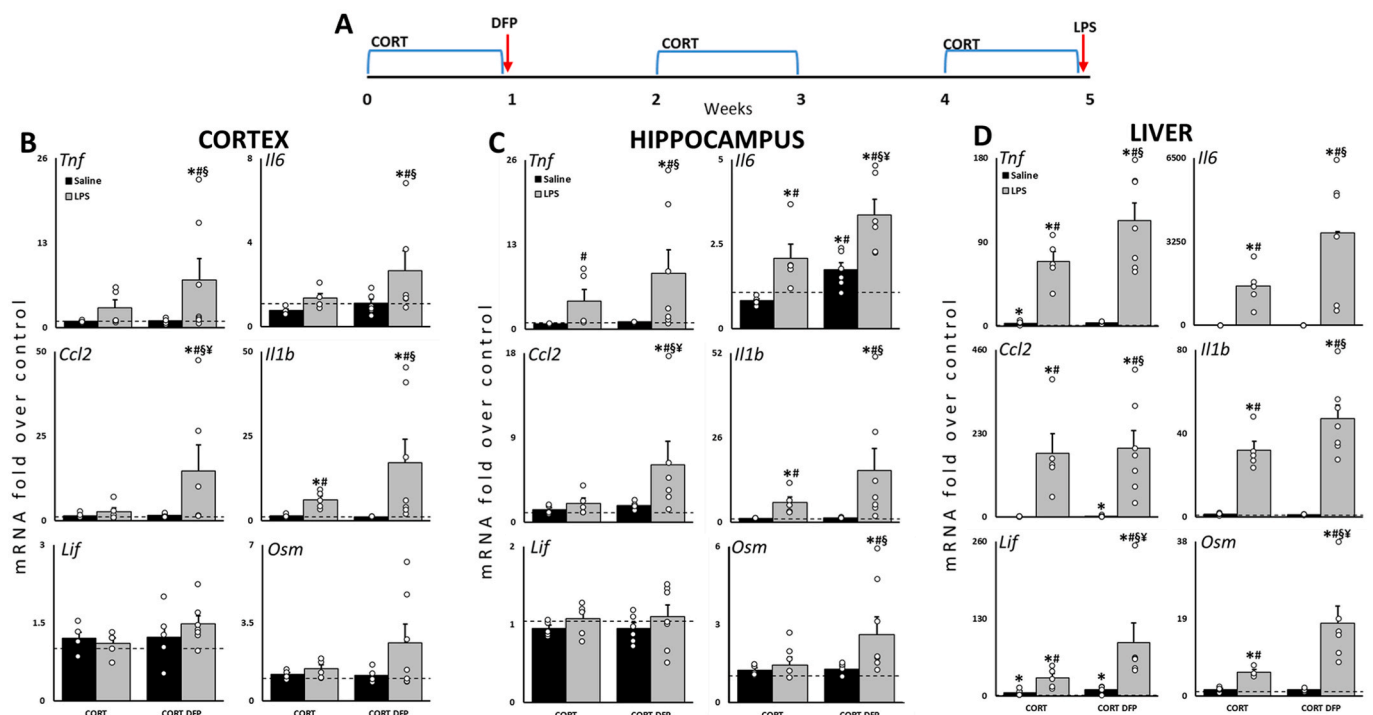 A
CORT
DFP
CORT
CORT
LPS
0
1
2
3
4
5
Weeks
B
CORTEX
mRNA fold over control
Tnf
Saline
LPS
26
13
0
*#§
Il6
8
4
0
*#§
Ccl2
50
25
0
*#§¥
Il1b
50
25
0
*#
*#§
Lif
3
1.5
0
CORT
CORT DFP
Osm
7
3.5
0
CORT
CORT DFP
C
HIPPOCAMPUS
mRNA fold over control
Tnf
Saline
LPS
26
13
0
#
*#§
Il6
5
2.5
0
*#
*#
*#§¥
Ccl2
18
9
0
*#§¥
Il1b
52
26
0
*#
*#§
Lif
2
1
0
CORT
CORT DFP
Osm
6
3
0
*#§
CORT
CORT DFP
D
LIVER
mRNA fold over control
Tnf
Saline
LPS
180
90
0
*
*#
*#§
Il6
6500
3250
0
*#
*#§
Ccl2
460
230
0
*#
*
*#§
Il1b
80
40
0
*#
*#§
Lif
260
130
0
*
*#
*
*#§¥
CORT
CORT DFP
Osm
38
19
0
*#
*#§¥
CORT
CORT DFP